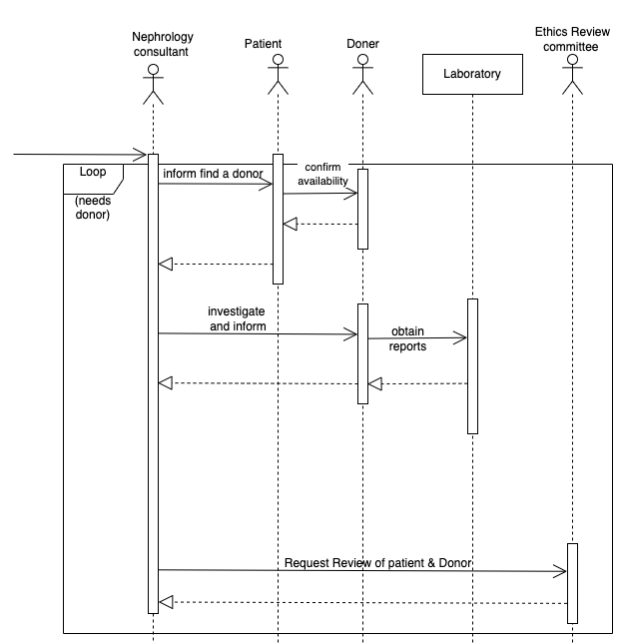 Nephrology
consultant
Patient
Doner
Laboratory
Ethics Review
committee
Loop
(needs
donor)
inform find a donor
confirm
availability
investigate
and inform
obtain
reports
Request Review of patient & Donor